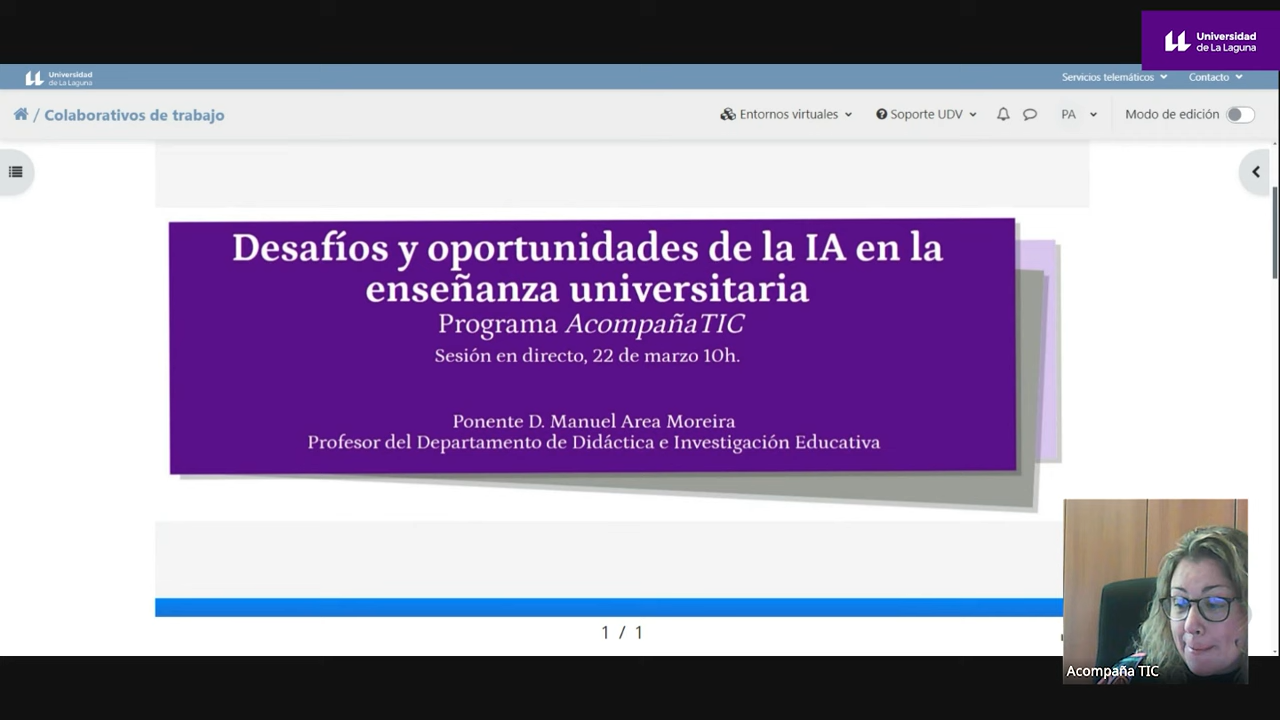 Universidad
de La Laguna
Universidad
de La Laguna
Servicios telemáticos
Contacto
/ Colaborativos de trabajo
Entornos virtuales
Soporte UDV
PA
Modo de edición
Desafíos y oportunidades de la IA en la
enseñanza universitaria
Programa AcompañaTIC
Sesión en directo, 22 de marzo 10h.
Ponente D. Manuel Area Moreira
Profesor del Departamento de Didáctica e Investigación Educativa
1 / 1
Acompaña TIC